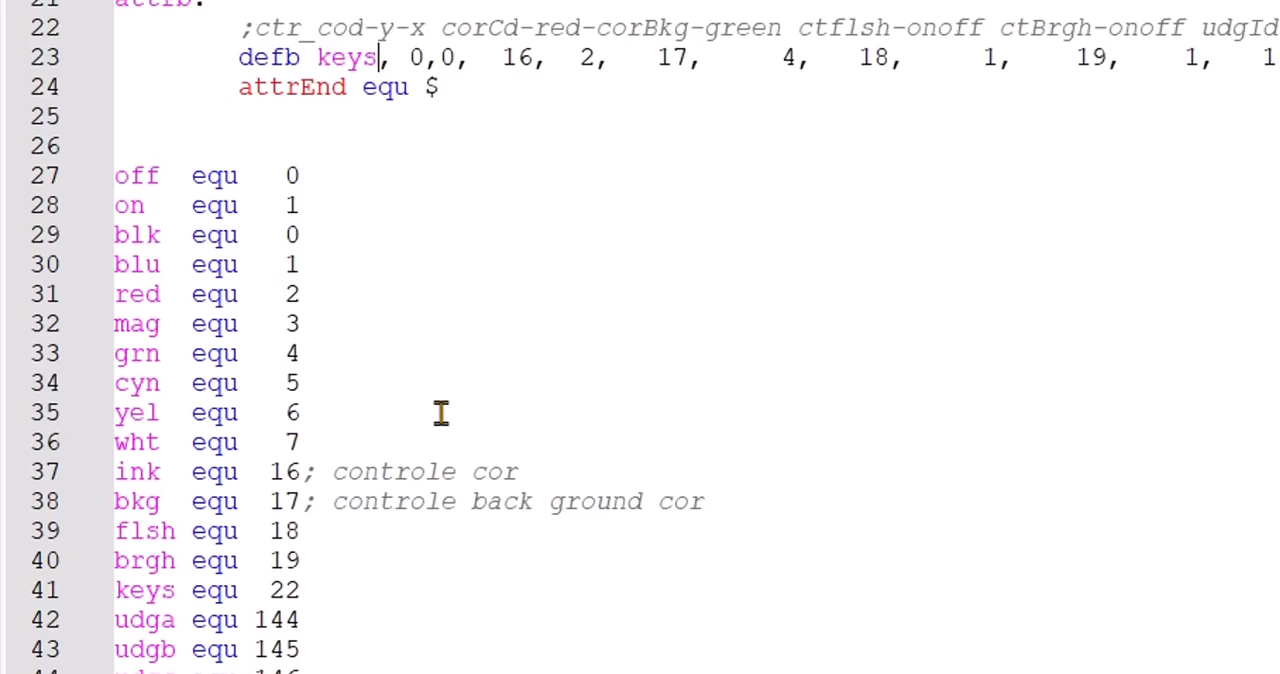 21 attrb:
22 ;ctr_cod-y-x corCd-red-corBkg-green ctflsh-onoff ctBrgh-onoff udgId
23 defb keys, 0,0, 16, 2, 17, 4, 18, 1, 19, 1, 1
24 attrEnd equ $
25
26
27 off equ 0
28 on equ 1
29 blk equ 0
30 blu equ 1
31 red equ 2
32 mag equ 3
33 grn equ 4
34 cyn equ 5
35 yel equ 6
36 wht equ 7
37 ink equ 16; controle cor
38 bkg equ 17; controle back ground cor
39 flsh equ 18
40 brgh equ 19
41 keys equ 22
42 udga equ 144
43 udgb equ 145